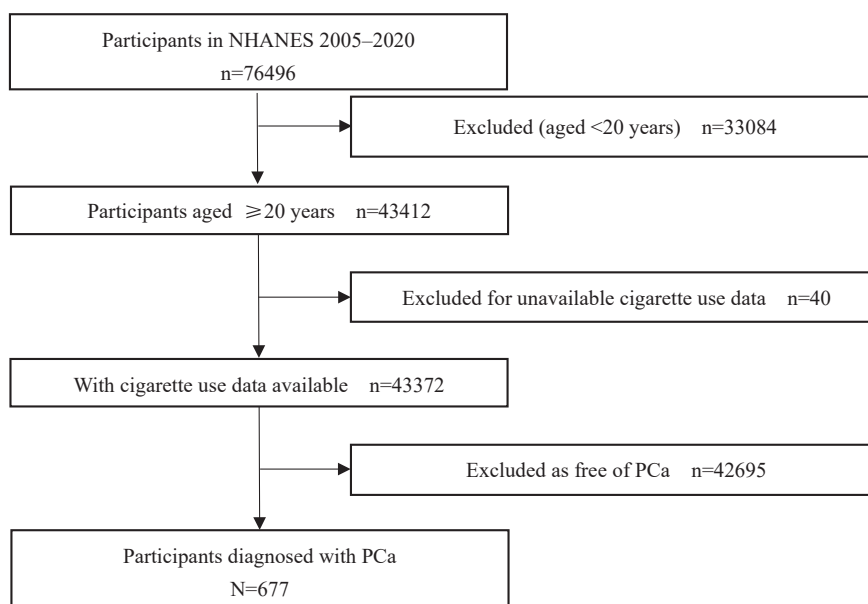 Participants in NHANES 2005–2020
n=76496
Excluded (aged <20 years) n=33084
Participants aged ⩾20 years n=43412
Excluded for unavailable cigarette use data n=40
With cigarette use data available n=43372
Excluded as free of PCa n=42695
Participants diagnosed with PCa
N=677